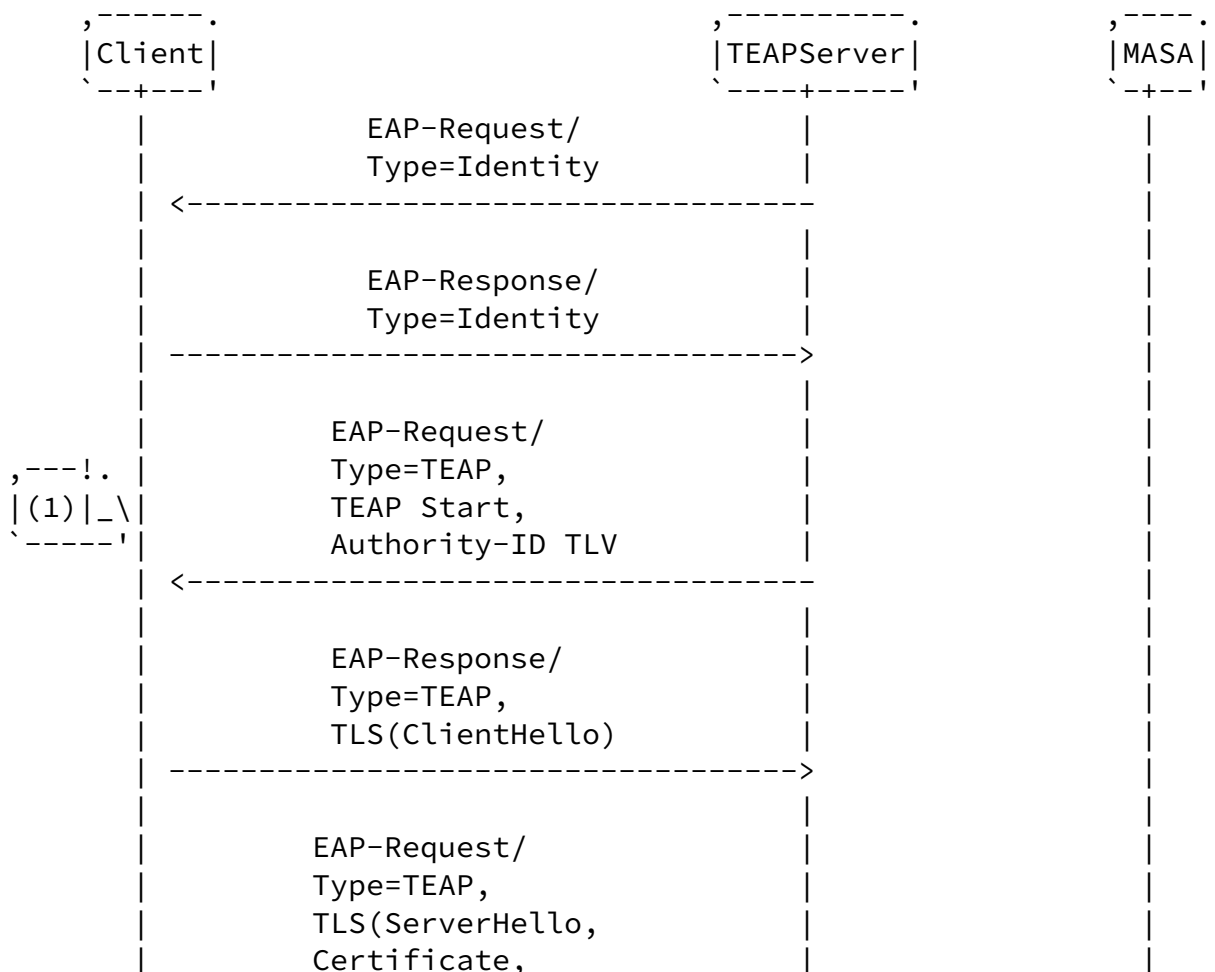 Client TEAPServer MASA
EAP-Request/
Type=Identity
EAP-Response/
Type=Identity
EAP-Request/
Type=TEAP,
(1) TEAP Start,
Authority-ID TLV
EAP-Response/
Type=TEAP,
TLS(ClientHello)
EAP-Request/
Type=TEAP,
TLS(ServerHello,
Certificate,